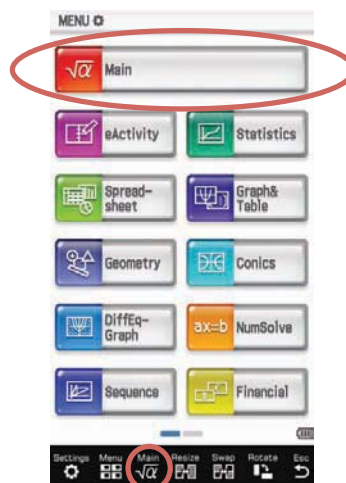 MENU
√α Main
eActivity
Statistics
Spread-
sheet
Graph&
Table
Geometry
Conics
DiffEq-
Graph
ax=b NumSolve
Sequence
Financial
Settings Menu Main Resize Swap Rotate Esc
√α